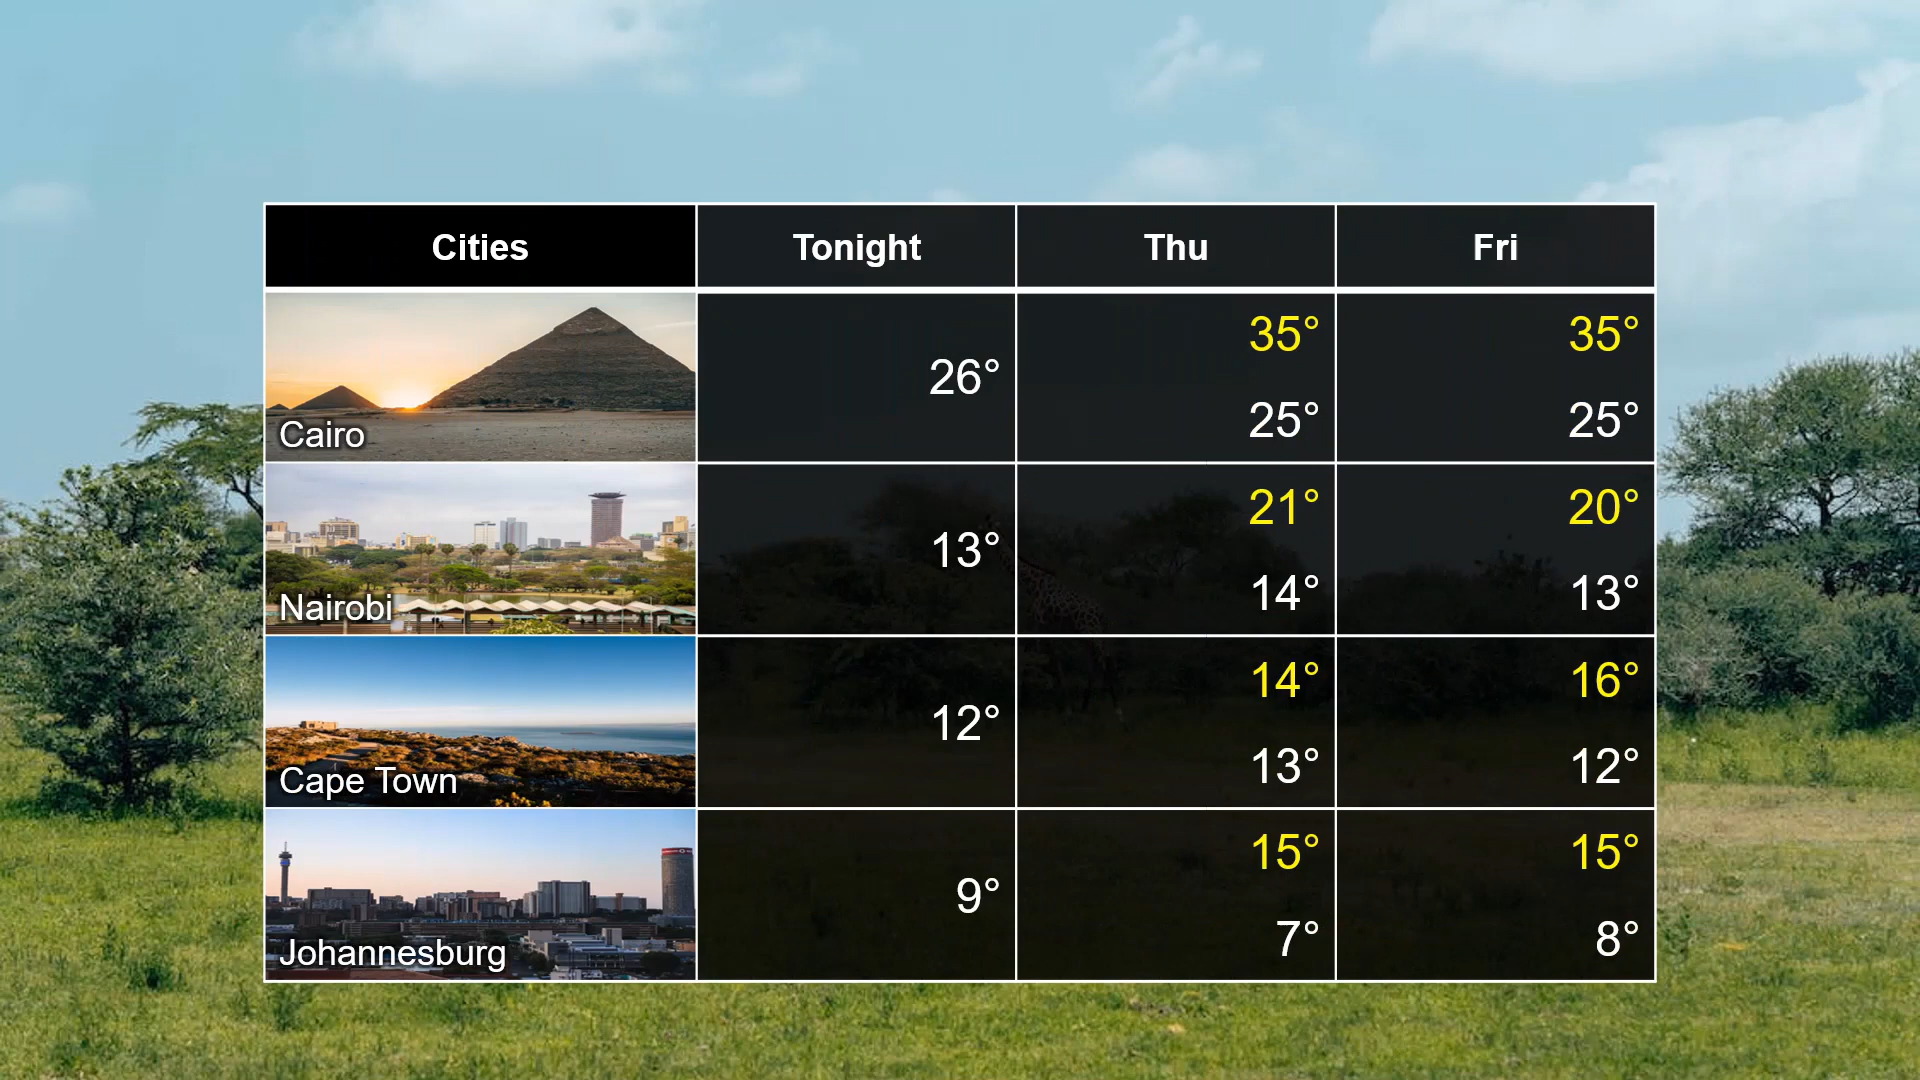 Cities Tonight Thu Fri
Cairo 26° 35° 25° 35° 25°
Nairobi 13° 21° 14° 20° 13°
Cape Town 12° 14° 13° 16° 12°
Johannesburg 9° 15° 7° 15° 8°